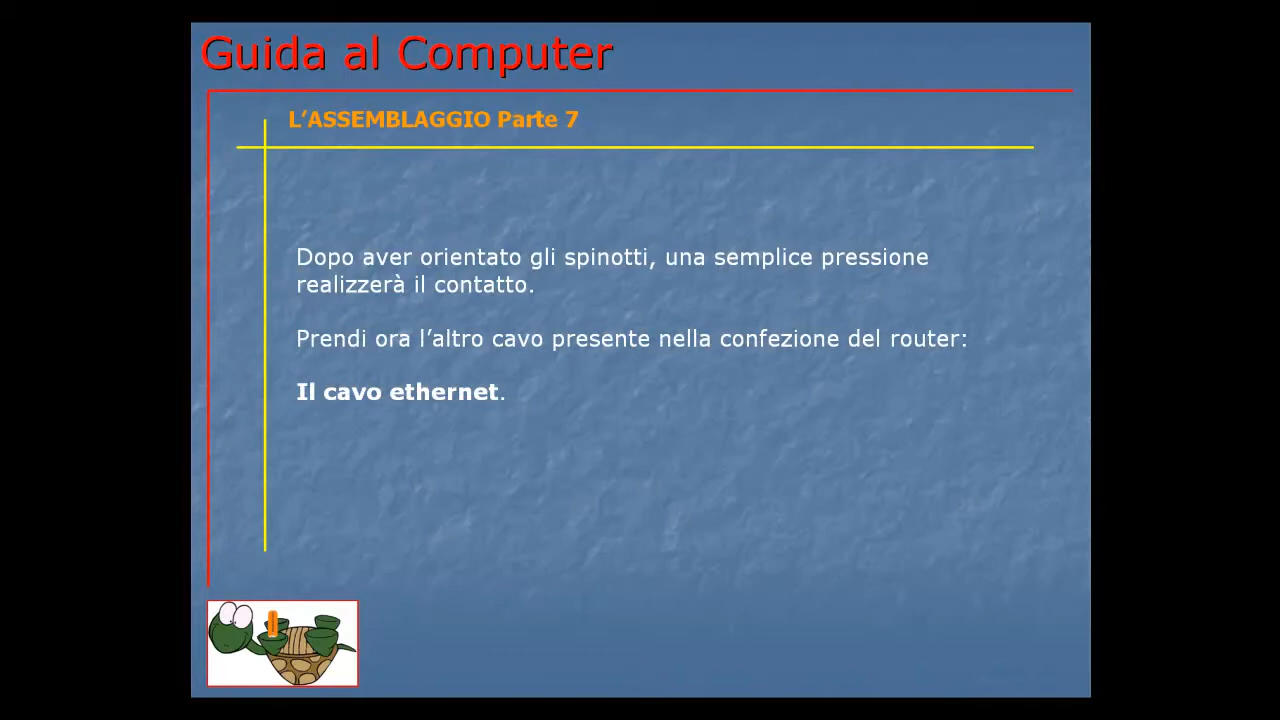 Guida al Computer
L’ASSEMBLAGGIO Parte 7
Dopo aver orientato gli spinotti, una semplice pressione
realizzerà il contatto.
Prendi ora l’altro cavo presente nella confezione del router:
Il cavo ethernet.